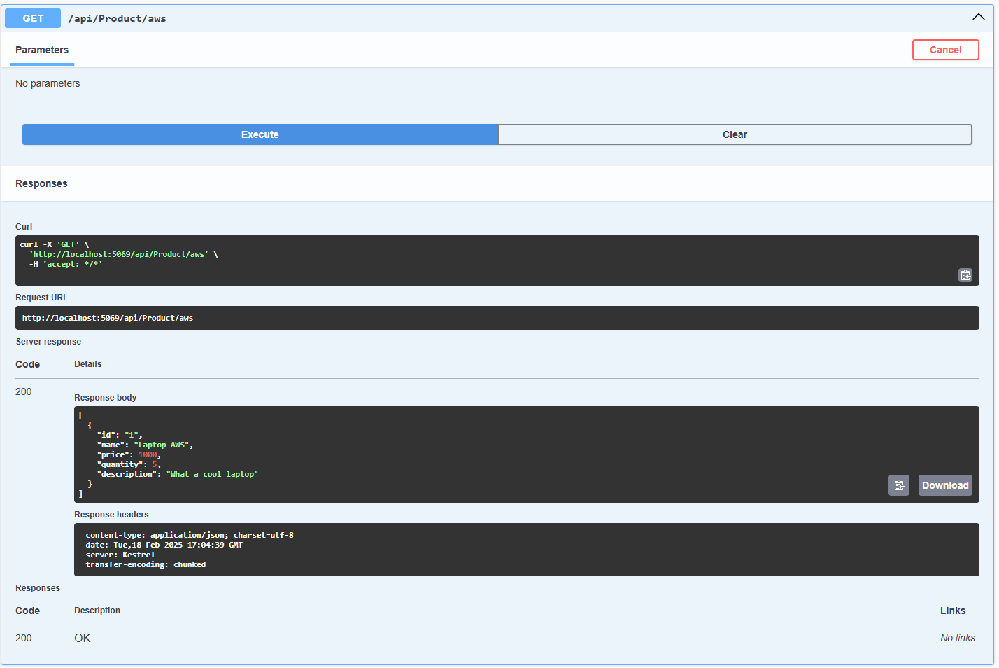 GET /api/Product/aws
Parameters
Cancel
No parameters
Execute
Clear
Responses
Curl
curl -X 'GET' \
  'http://localhost:5069/api/Product/aws' \
  -H 'accept: */*'
Request URL
http://localhost:5069/api/Product/aws
Server response
Code Details
200
Response body
[
  {
    "id": "1",
    "name": "Laptop AWS",
    "price": 1000,
    "quantity": 5,
    "description": "What a cool laptop"
  }
]
Download
Response headers
content-type: application/json; charset=utf-8
date: Tue,18 Feb 2025 17:04:39 GMT
server: Kestrel
transfer-encoding: chunked
Responses
Code Description Links
200 OK No links